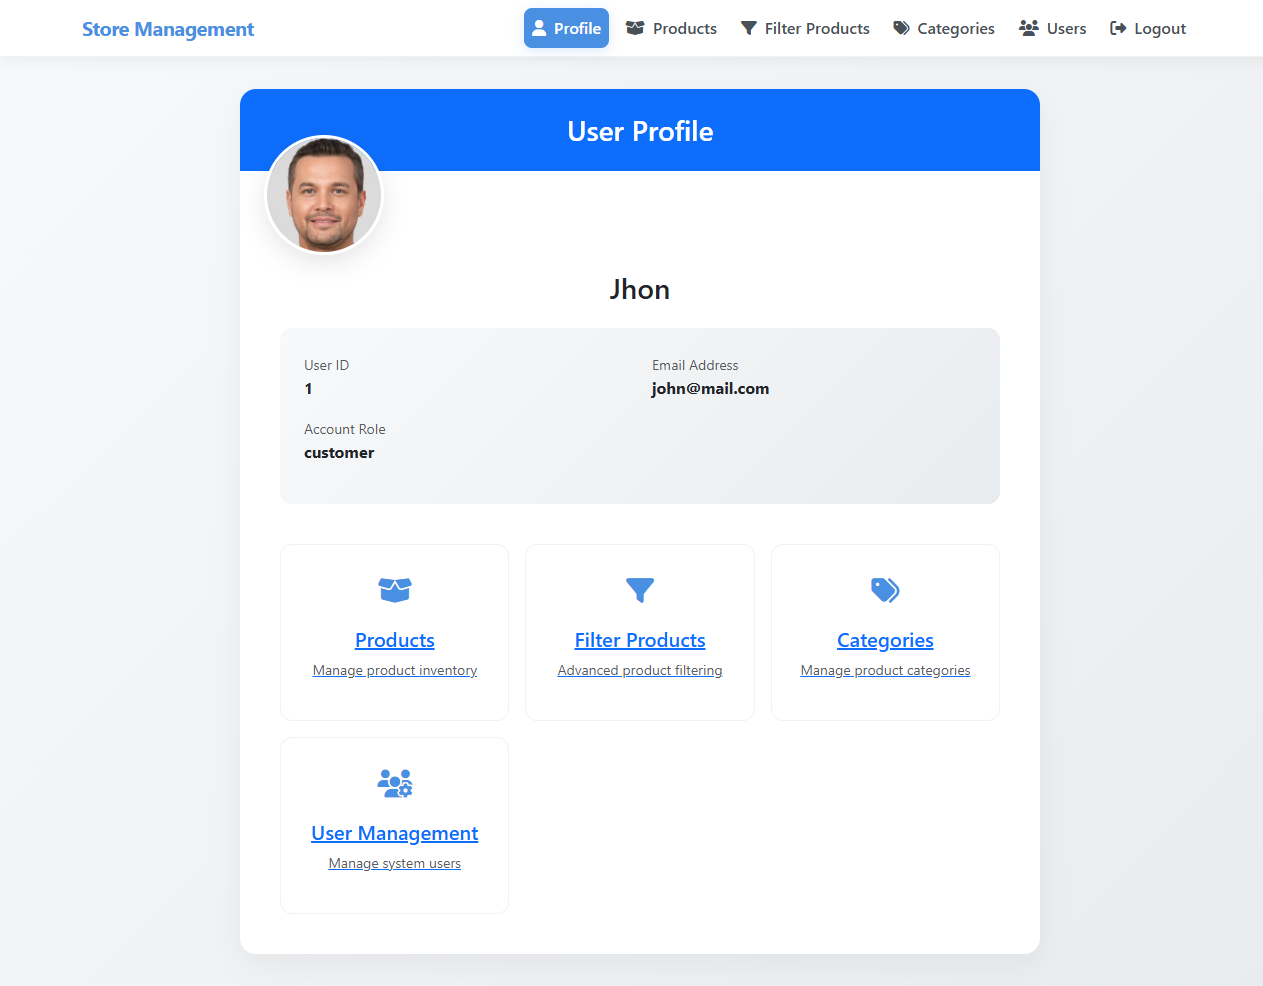 Store Management
Profile
Products
Filter Products
Categories
Users
Logout
User Profile
Jhon
User ID
1
Email Address
john@mail.com
Account Role
customer
Products
Manage product inventory
Filter Products
Advanced product filtering
Categories
Manage product categories
User Management
Manage system users